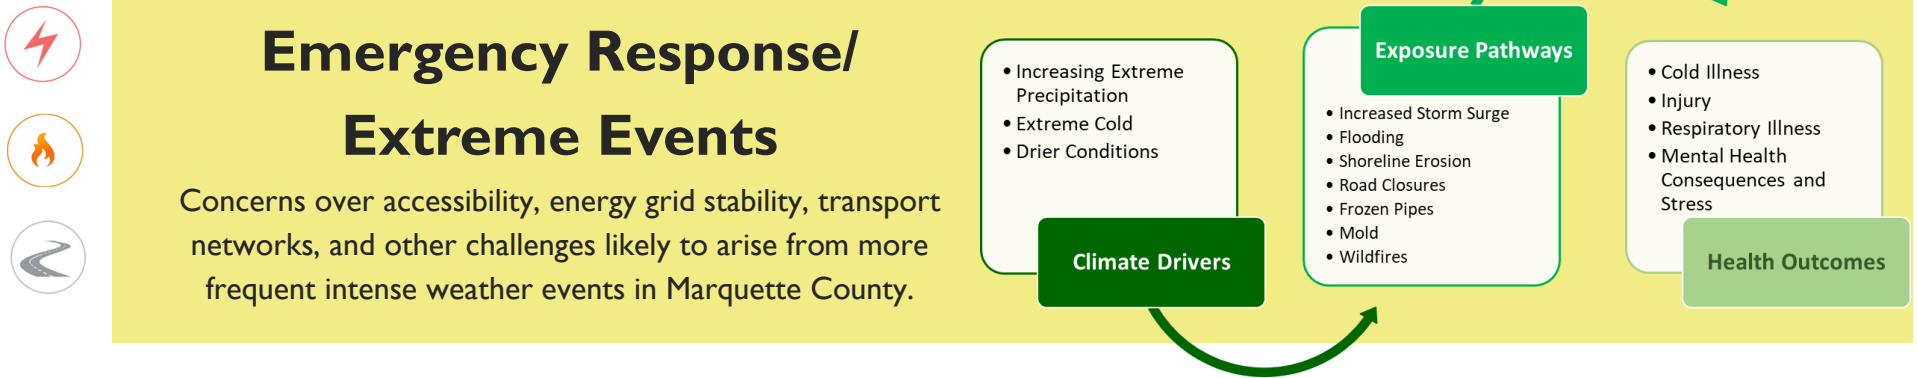 Emergency Response/
Extreme Events
Concerns over accessibility, energy grid stability, transport
networks, and other challenges likely to arise from more
frequent intense weather events in Marquette County.
• Increasing Extreme
Precipitation
• Extreme Cold
• Drier Conditions
Climate Drivers
Exposure Pathways
• Increased Storm Surge
• Flooding
• Shoreline Erosion
• Road Closures
• Frozen Pipes
• Mold
• Wildfires
• Cold Illness
• Injury
• Respiratory Illness
• Mental Health
Consequences and
Stress
Health Outcomes